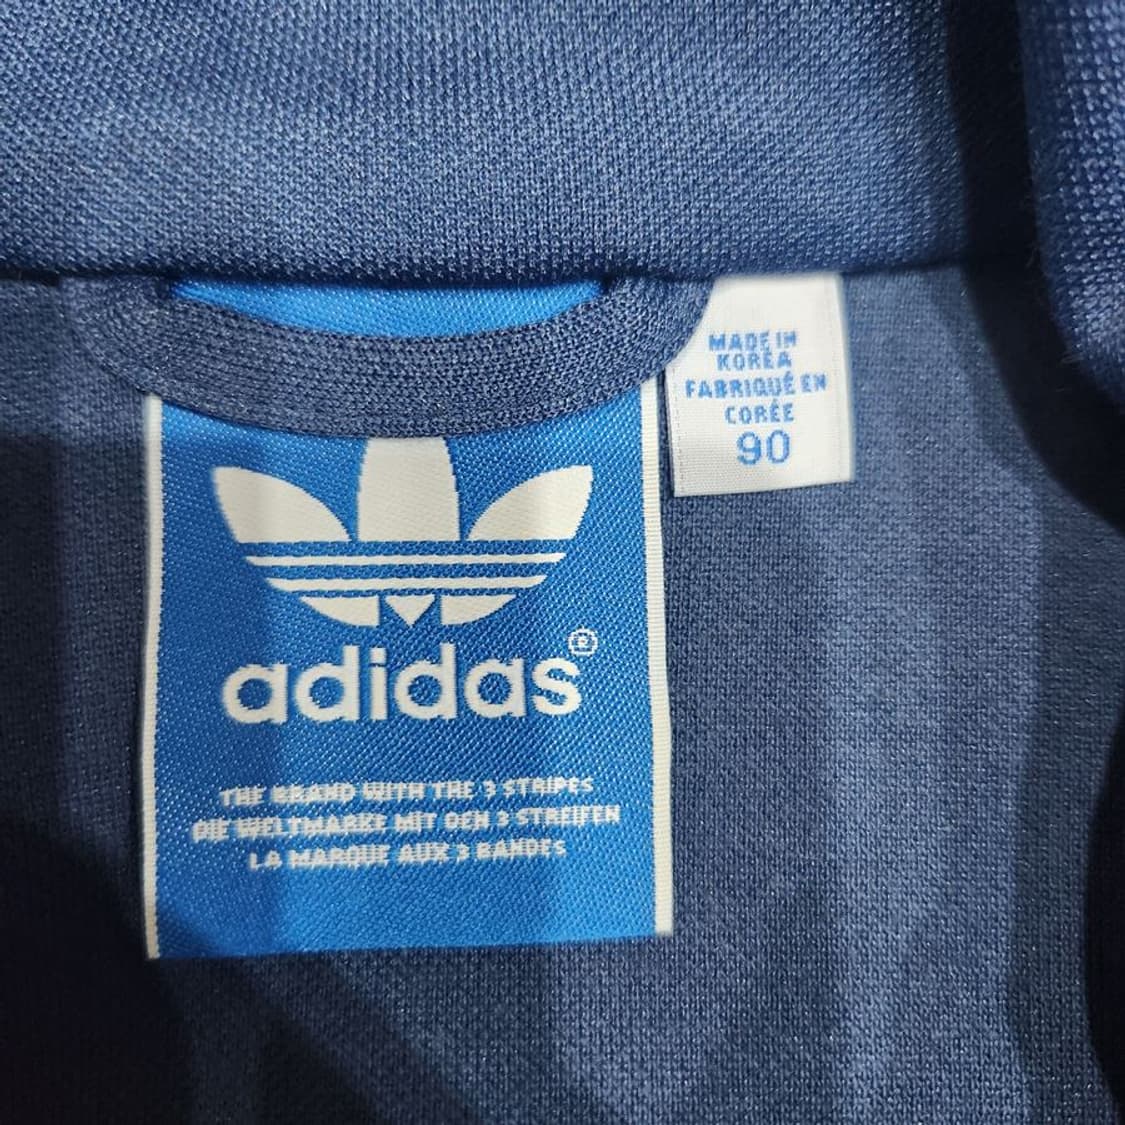 MADE IN
KOREA
FABRIQUÉ EN
CORÉE
90
adidas®
THE BRAND WITH THE 3 STRIPES
DIE WELTMARKE MIT DEN 3 STREIFEN
LA MARQUE AUX 3 BANDES